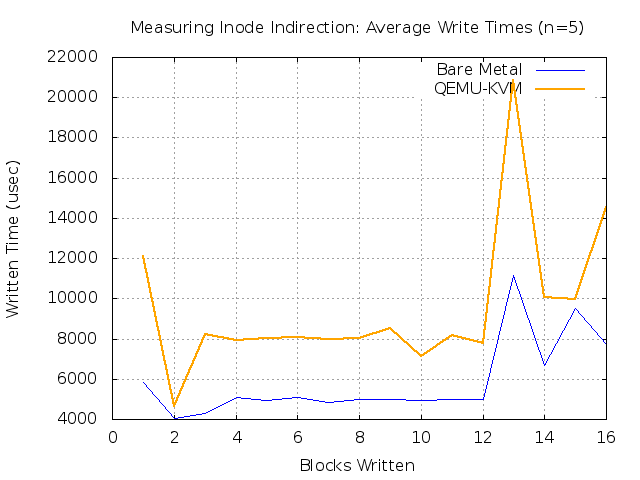 Measuring Inode Indirection: Average Write Times (n=5)
22000
20000
18000
16000
14000
12000
10000
8000
6000
4000
Written Time (usec)
Bare Metal
QEMU-KVM
0 2 4 6 8 10 12 14 16
Blocks Written